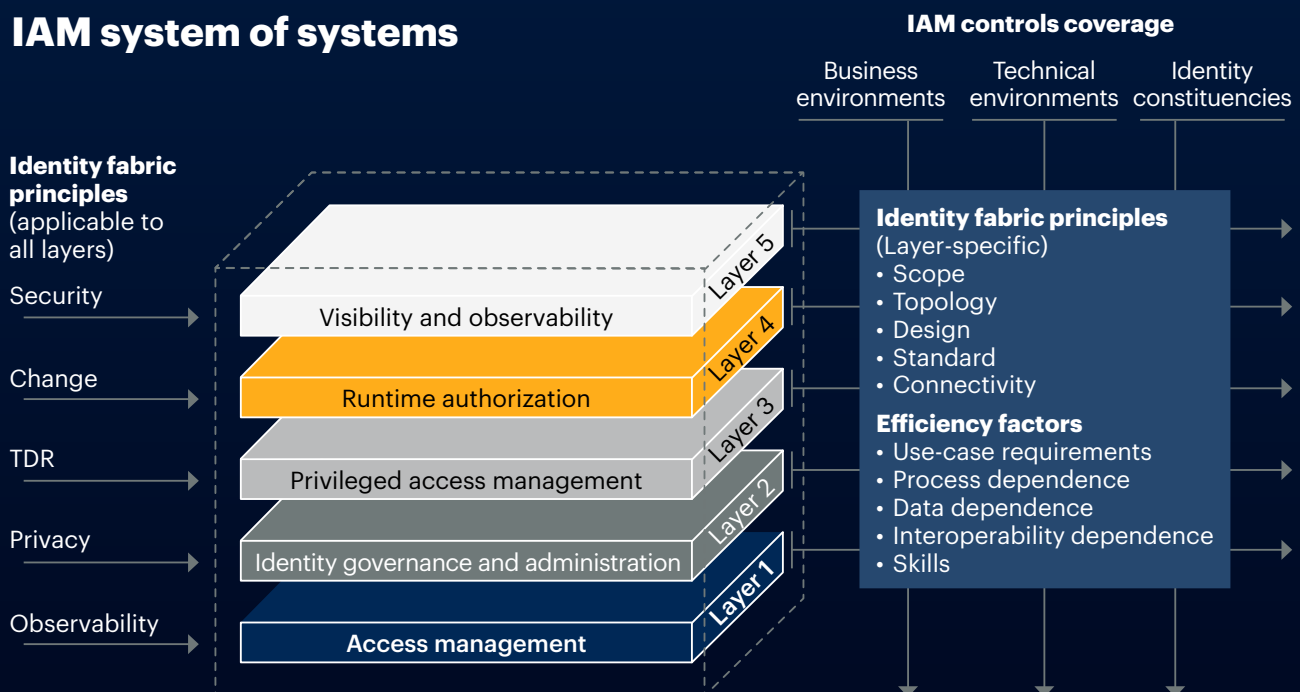 IAM system of systems
IAM controls coverage
Business
environments
Technical
environments
Identity
constituencies
Identity fabric
principles
(applicable to
all layers)
Security
Change
TDR
Privacy
Observability
Visibility and observability
Layer 5
Runtime authorization
Layer 4
Privileged access management
Layer 3
Identity governance and administration
Layer 2
Access management
Layer 1
Identity fabric principles
(Layer-specific)
• Scope
• Topology
• Design
• Standard
• Connectivity
Efficiency factors
• Use-case requirements
• Process dependence
• Data dependence
• Interoperability dependence
• Skills